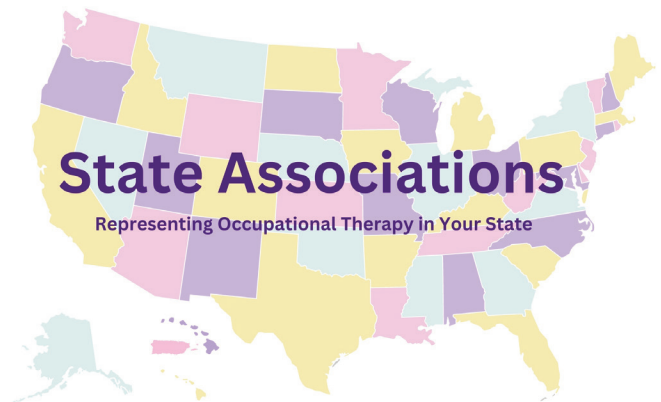 State Associations
Representing Occupational Therapy in Your State